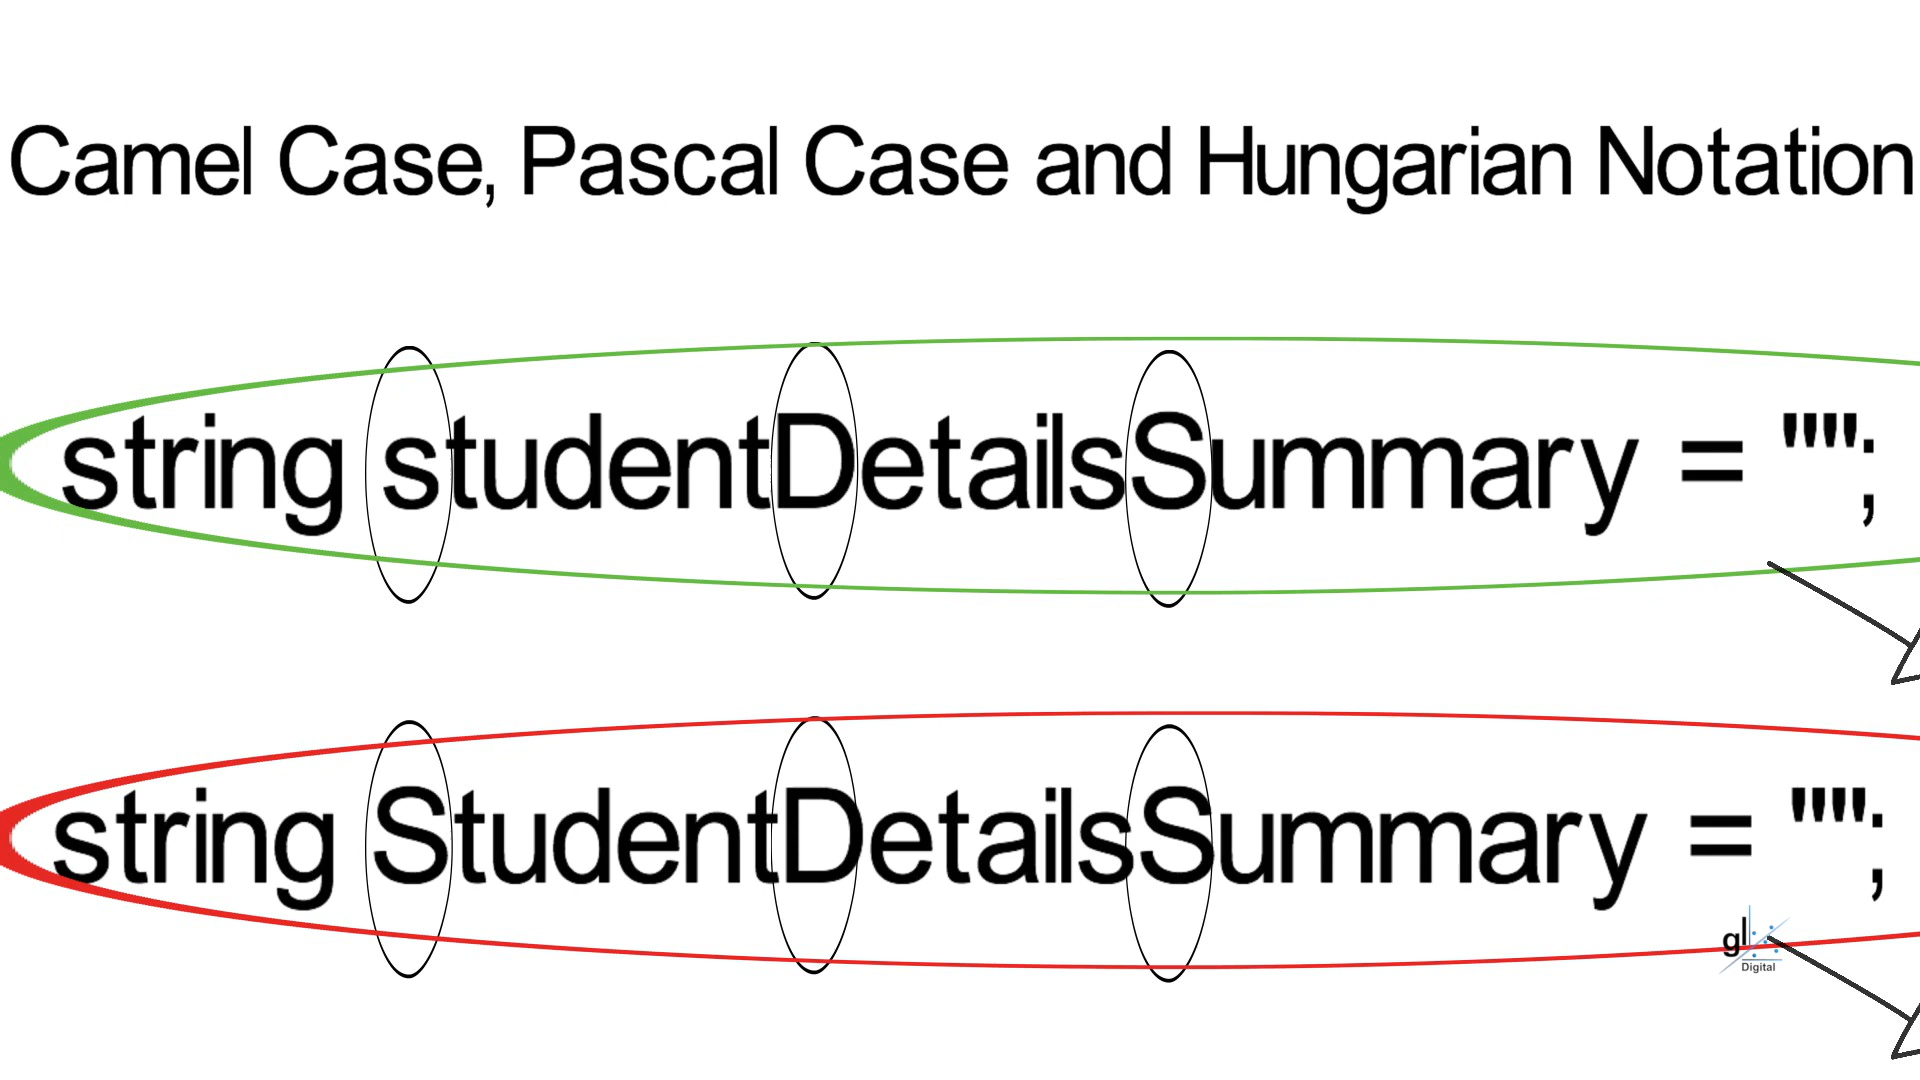 Camel Case, Pascal Case and Hungarian Notation
string studentDetailsSummary = "";
string StudentDetailsSummary = "";
gl
Digital